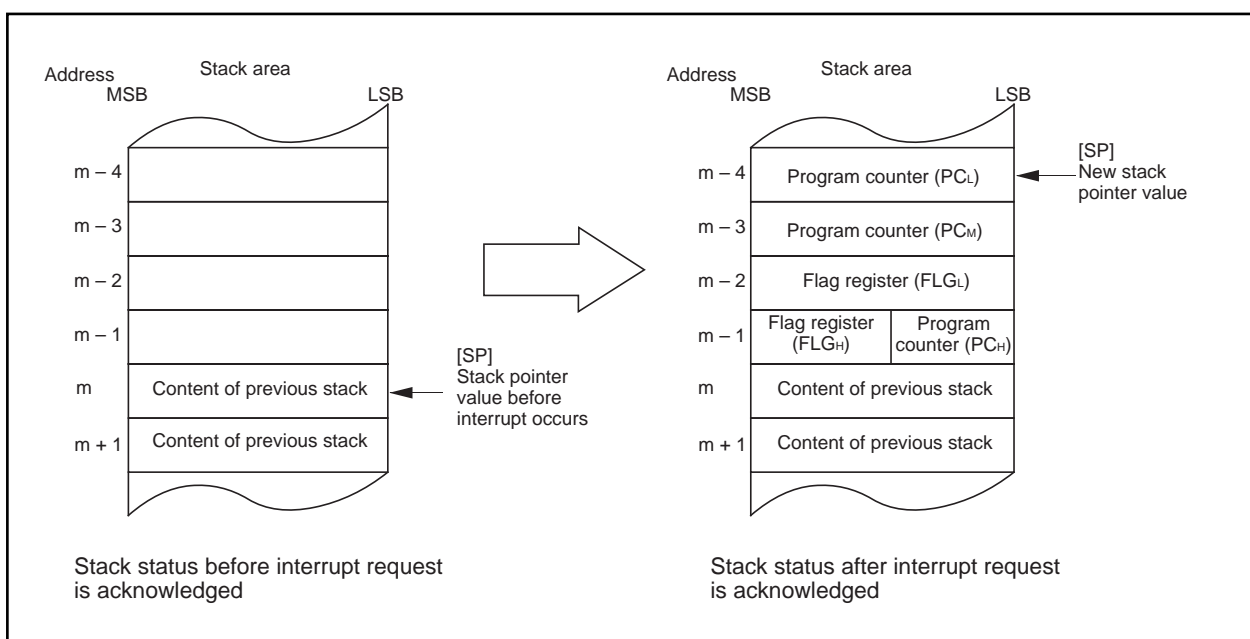 Address
MSB
Stack area
LSB
m – 4
m – 3
m – 2
m – 1
m
Content of previous stack
m + 1
Content of previous stack
[SP]
Stack pointer
value before
interrupt occurs
Stack status before interrupt request
is acknowledged
Address
MSB
Stack area
LSB
m – 4
Program counter (PCL)
m – 3
Program counter (PCM)
m – 2
Flag register (FLGL)
m – 1
Flag register
(FLGH)
Program
counter (PCH)
m
Content of previous stack
m + 1
Content of previous stack
[SP]
New stack
pointer value
Stack status after interrupt request
is acknowledged